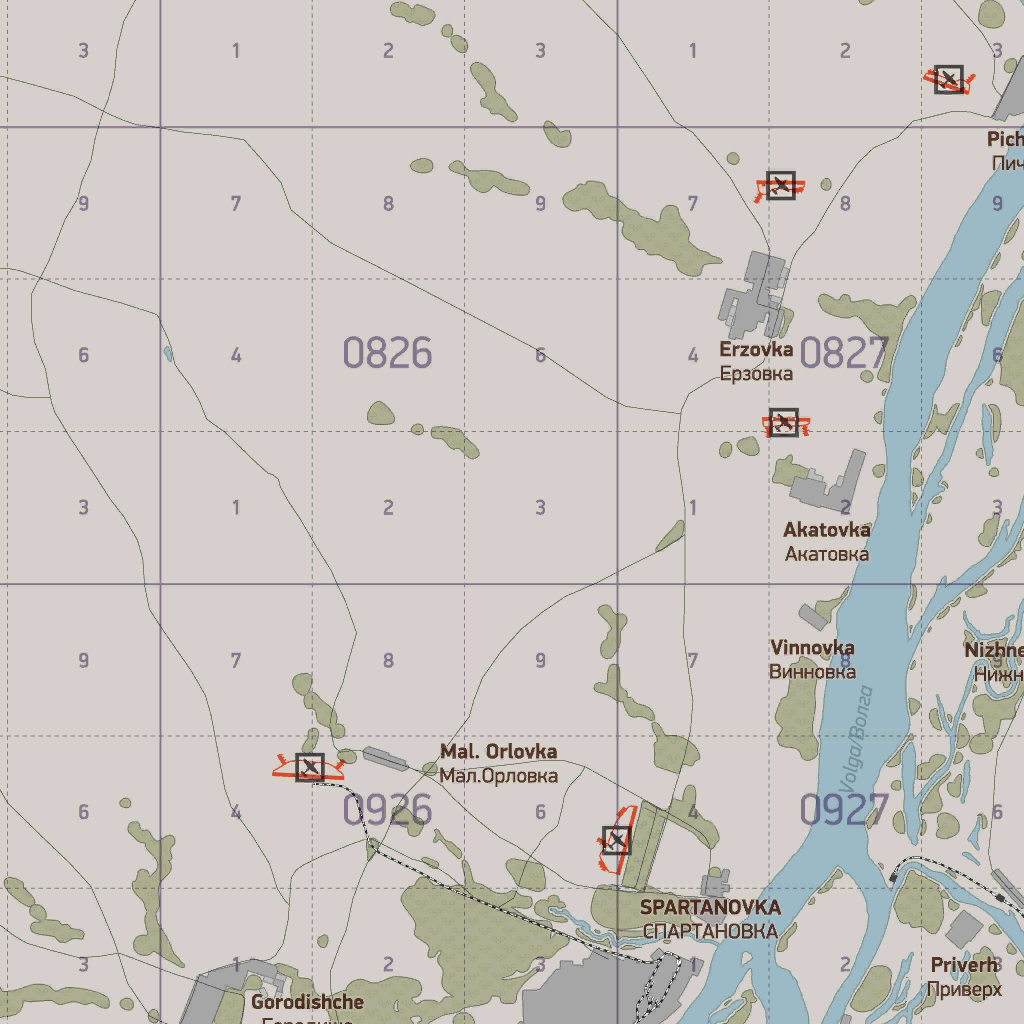 3 1 2 3 1 2 3
Pich
Пич
9 7 8 9 7 8 9
6 4 0826 6 4 0827 6
Erzovka
Ерзовка
3 1 2 3 1 2 3
Akatovka
Акатовка
9 7 8 9 7 8 9
Vinnovka
Винновка
Nizhne
Нижн
Volga/Волга
Mal. Orlovka
Мал.Орловка
6 4 0926 6 0927 6
SPARTANOVKA
СПАРТАНОВКА
3 1 2 3 1 2 3
Priverh
Приверх
Gorodishche
Городище